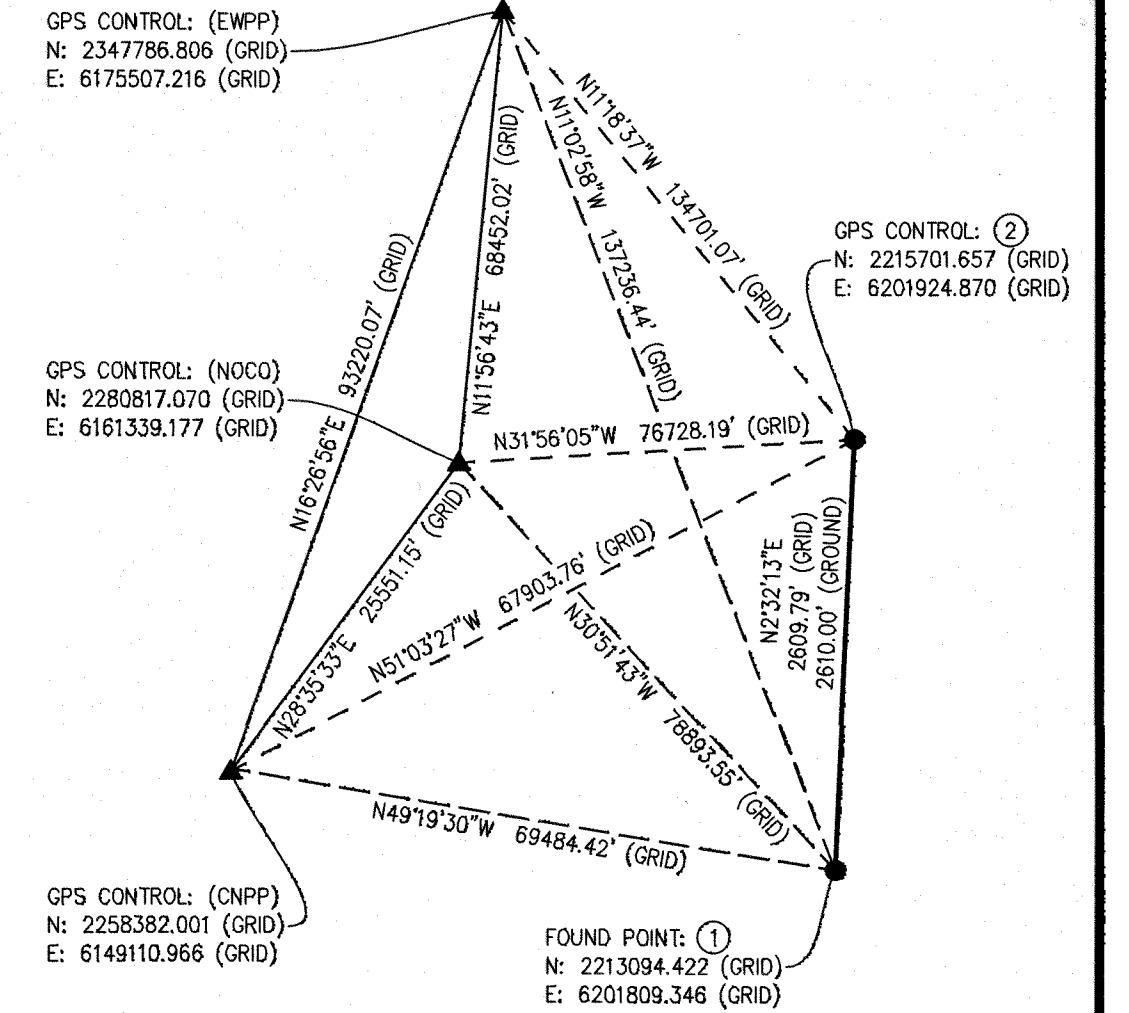 GPS CONTROL: (EWPP)
N: 2347786.806 (GRID)
E: 6175507.216 (GRID)
N11°18'37"W 134701.07' (GRID)
N11°02'58"W 137236.44' (GRID)
N11°56'43"E 68452.02' (GRID)
N16°26'56"E 93220.07' (GRID)
GPS CONTROL: 2
N: 2215701.657 (GRID)
E: 6201924.870 (GRID)
GPS CONTROL: (NOCO)
N: 2280817.070 (GRID)
E: 6161339.177 (GRID)
N31°56'05"W 76728.19' (GRID)
N28°35'33"E 25551.15' (GRID)
N51°03'27"W 67903.76' (GRID)
N30°51'43"W 78893.55' (GRID)
N2°32'13"E
2609.79' (GRID)
2610.00' (GROUND)
N49°19'30"W 69484.42' (GRID)
GPS CONTROL: (CNPP)
N: 2258382.001 (GRID)
E: 6149110.966 (GRID)
FOUND POINT: 1
N: 2213094.422 (GRID)
E: 6201809.346 (GRID)